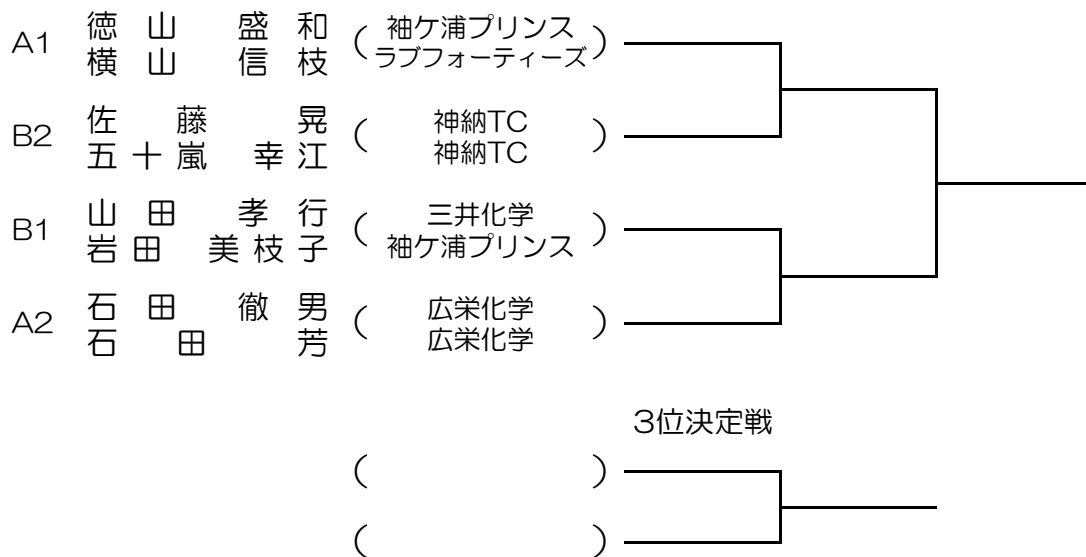 A1 徳山 盛和 (袖ケ浦プリンス)
横山 信枝 (ラブフォーティーズ)
B2 佐藤 晃 (神納TC)
五十嵐 幸江 (神納TC)
B1 山田 孝行 (三井化学)
岩田 美枝子 (袖ケ浦プリンス)
A2 石田 徹男 (広栄化学)
石田 芳 (広栄化学)
3位決定戦
( )
( )